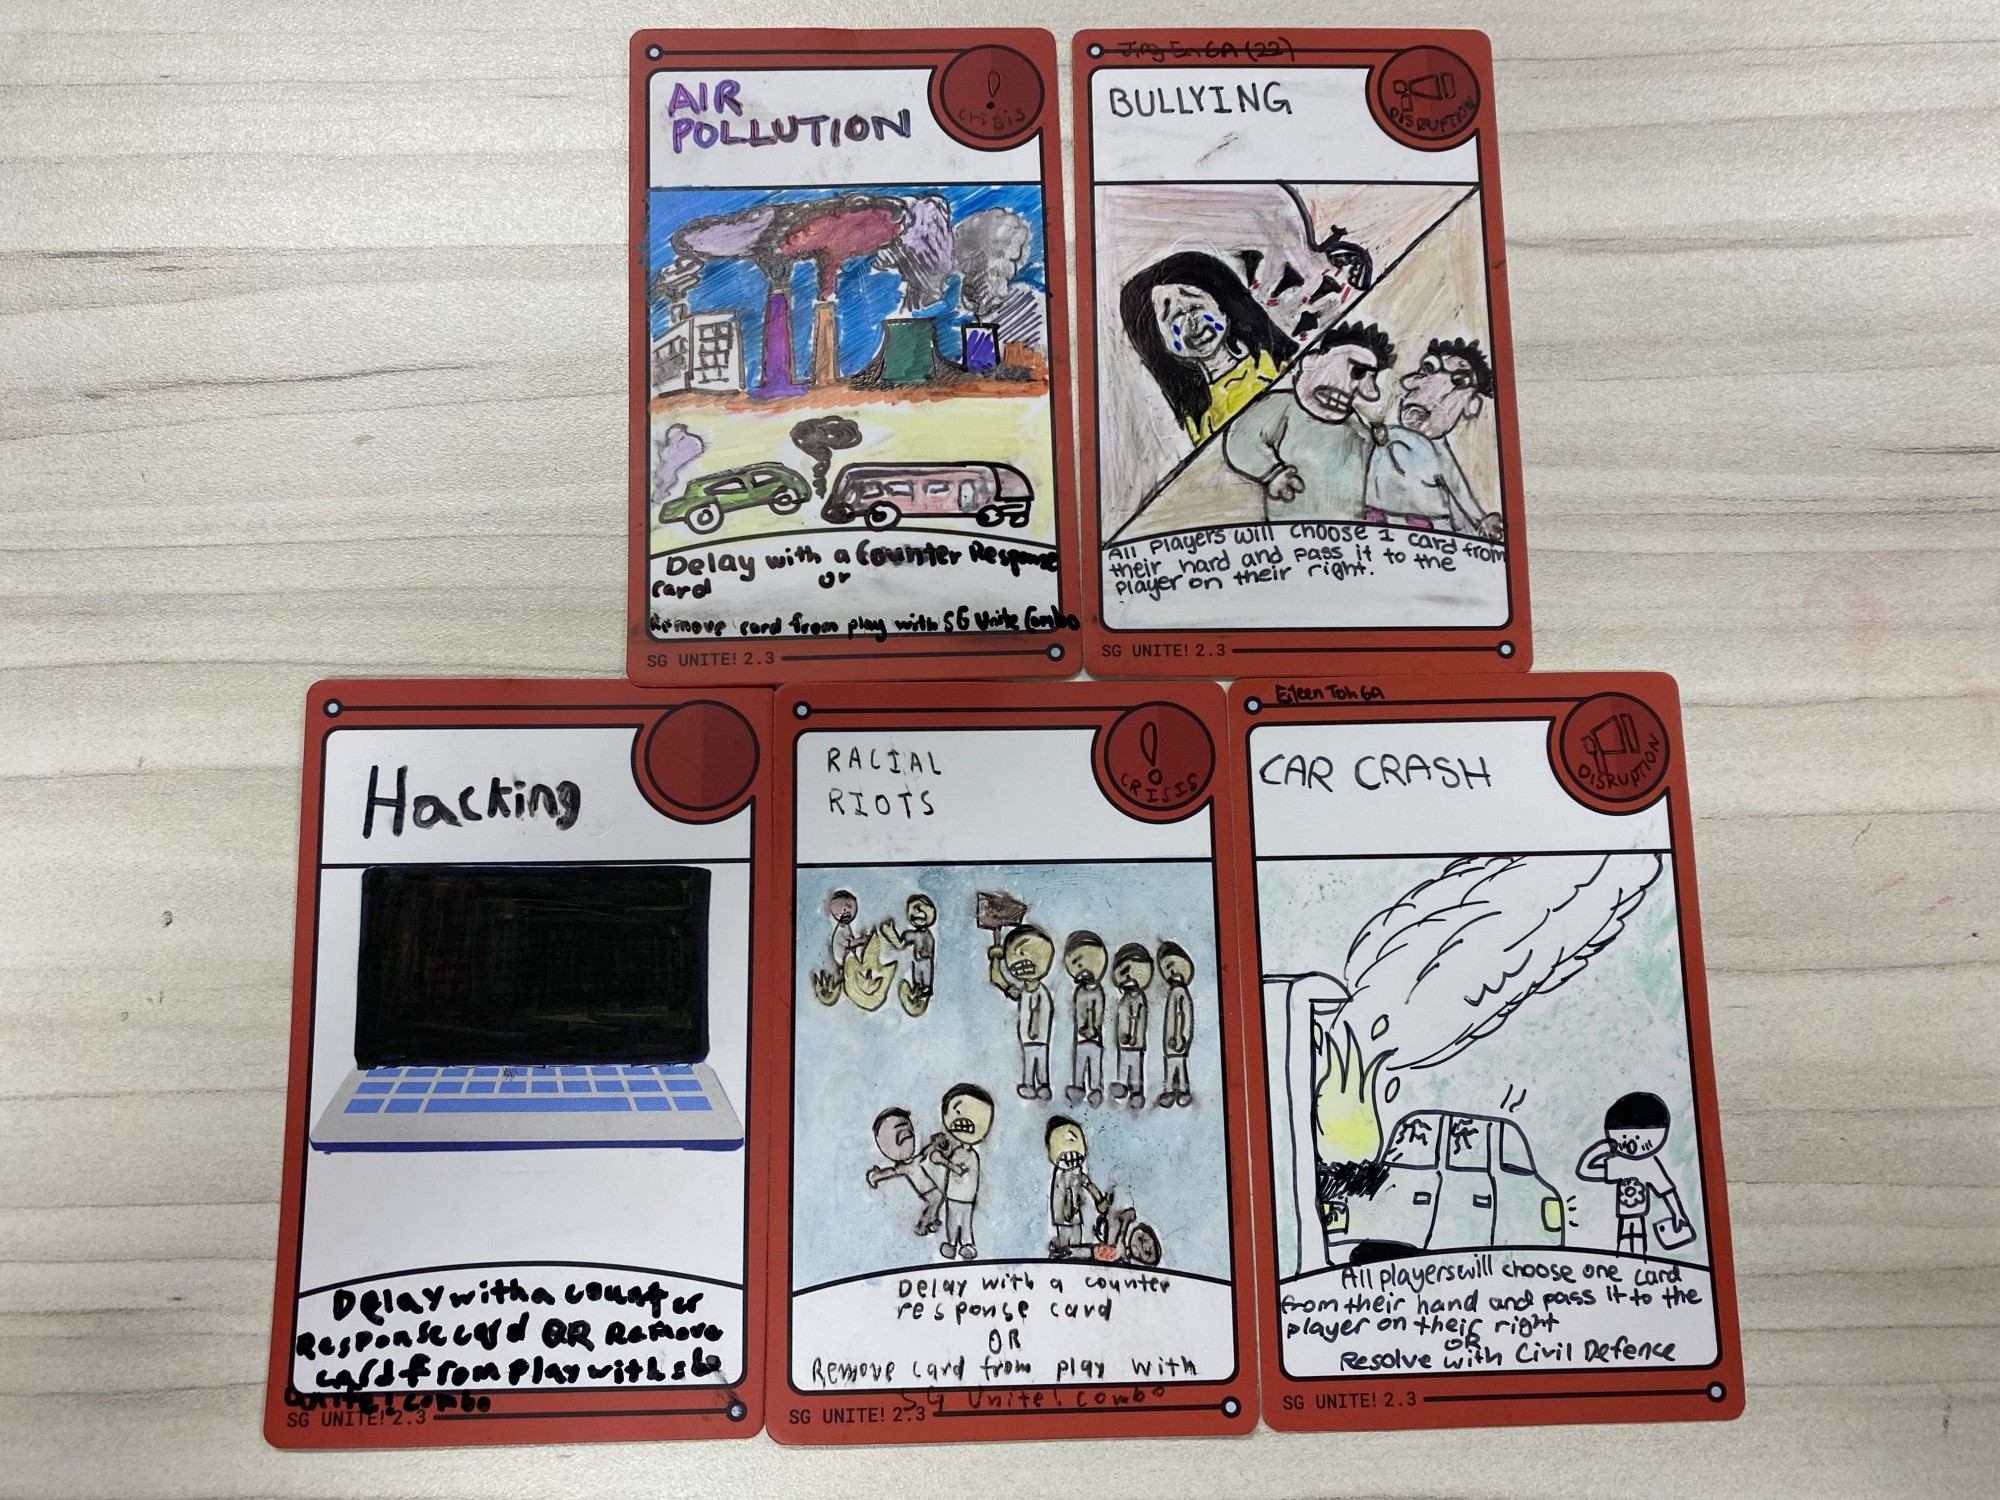 AIR
POLLUTION
CRISIS
Delay with a Counter Response
card
or
Remove card from play with SG Unite Combo
SG UNITE! 2.3
Jing En 6A (22)
BULLYING
DISRUPTION
All players will choose 1 card from
their hard and pass it to the
player on their right.
SG UNITE! 2.3
Hacking
Delay with a counter
Response card OR Remove
card from play with SG
Unite! combo
SG UNITE! 2.3
RACIAL
RIOTS
CRISIS
Delay with a counter
response card
OR
Remove card from play with
SG Unite! combo
SG UNITE! 2.3
Eileen Toh 6A
CAR CRASH
DISRUPTION
All players will choose one card
from their hand and pass it to the
player on their right
OR
Resolve with Civil Defence
SG UNITE! 2.3